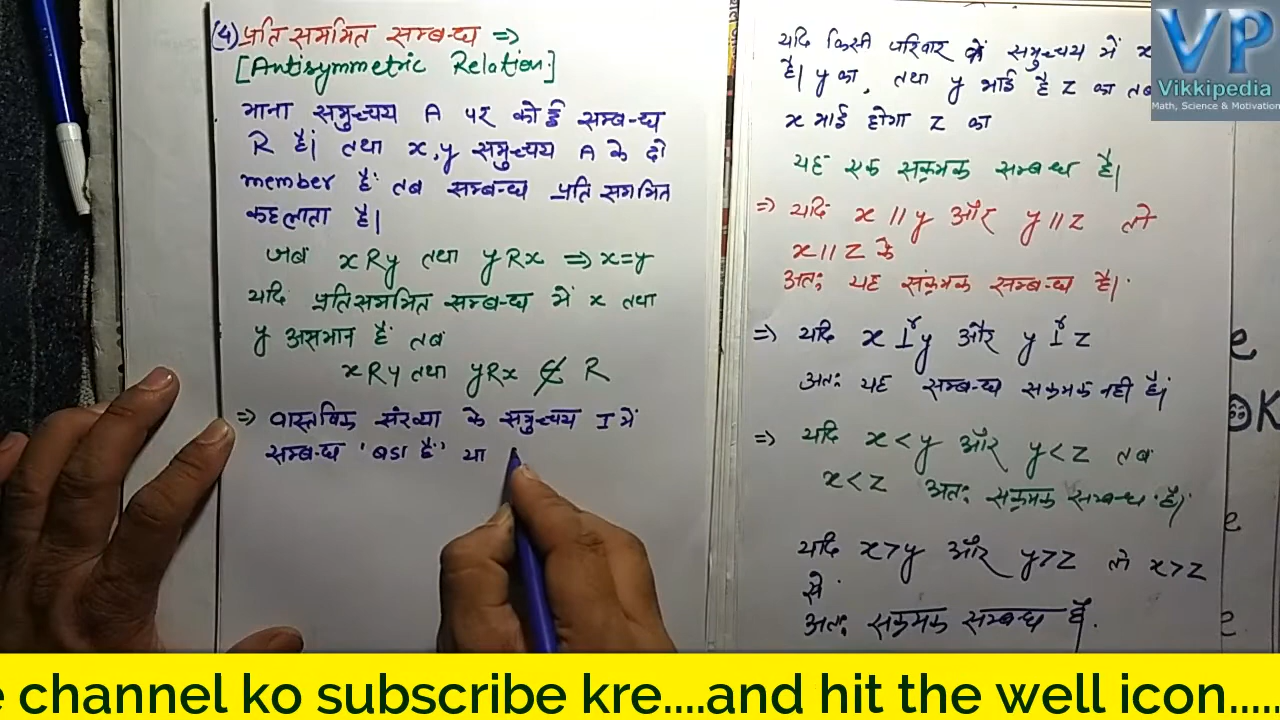 (4) प्रतिसममित सम्बन्ध ⇒
[Antisymmetric Relation]
माना समुच्चय A पर कोई सम्बन्ध
R है। तथा x,y समुच्चय A के दो
member हैं तब सम्बन्ध प्रतिसममित
कहलाता है।
जब xRy तथा yRx ⇒ x=y
यदि प्रतिसममित सम्बन्ध में x तथा
y असमान हैं तब
xRy तथा yRx ⊄ R
⇒ वास्तविक संख्या के समुच्चय I में
सम्बन्ध 'बडा है' या
यदि किसी परिवार के समुच्चय में x
है। y का, तथा y भाई है z का तब
x भाई होगा z का
यह एक सक्रमक सम्बन्ध है।
⇒ यदि x || y और y || z तो
x || z के
अतः यह संक्रमक सम्बन्ध है।
⇒ यदि x ⊥ y और y ⊥ z
अतः यह सम्बन्ध सक्रमक नही है।
⇒ यदि x < y और y < z तब
x < z अतः सक्रमक सम्बन्ध है।
यदि x > y और y > z तो x > z
से
अतः सक्रमक सम्बन्ध है.
VP
Vikkipedia
Math, Science & Motivation
e
OK
e
e
e channel ko subscribe kre....and hit the well icon.....